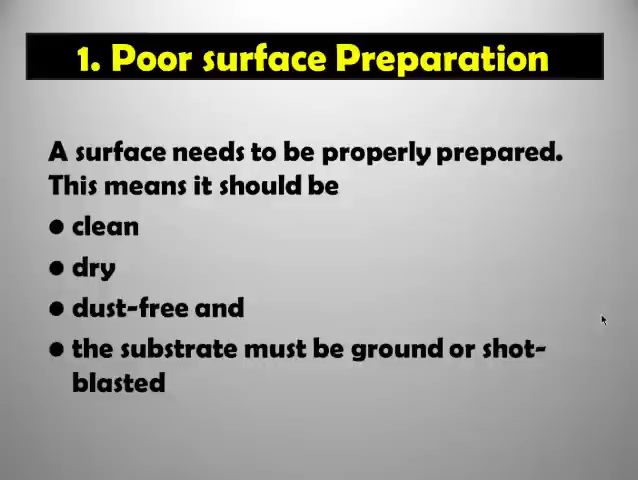 1. Poor surface Preparation
A surface needs to be properly prepared.
This means it should be
• clean
• dry
• dust-free and
• the substrate must be ground or shot-
blasted